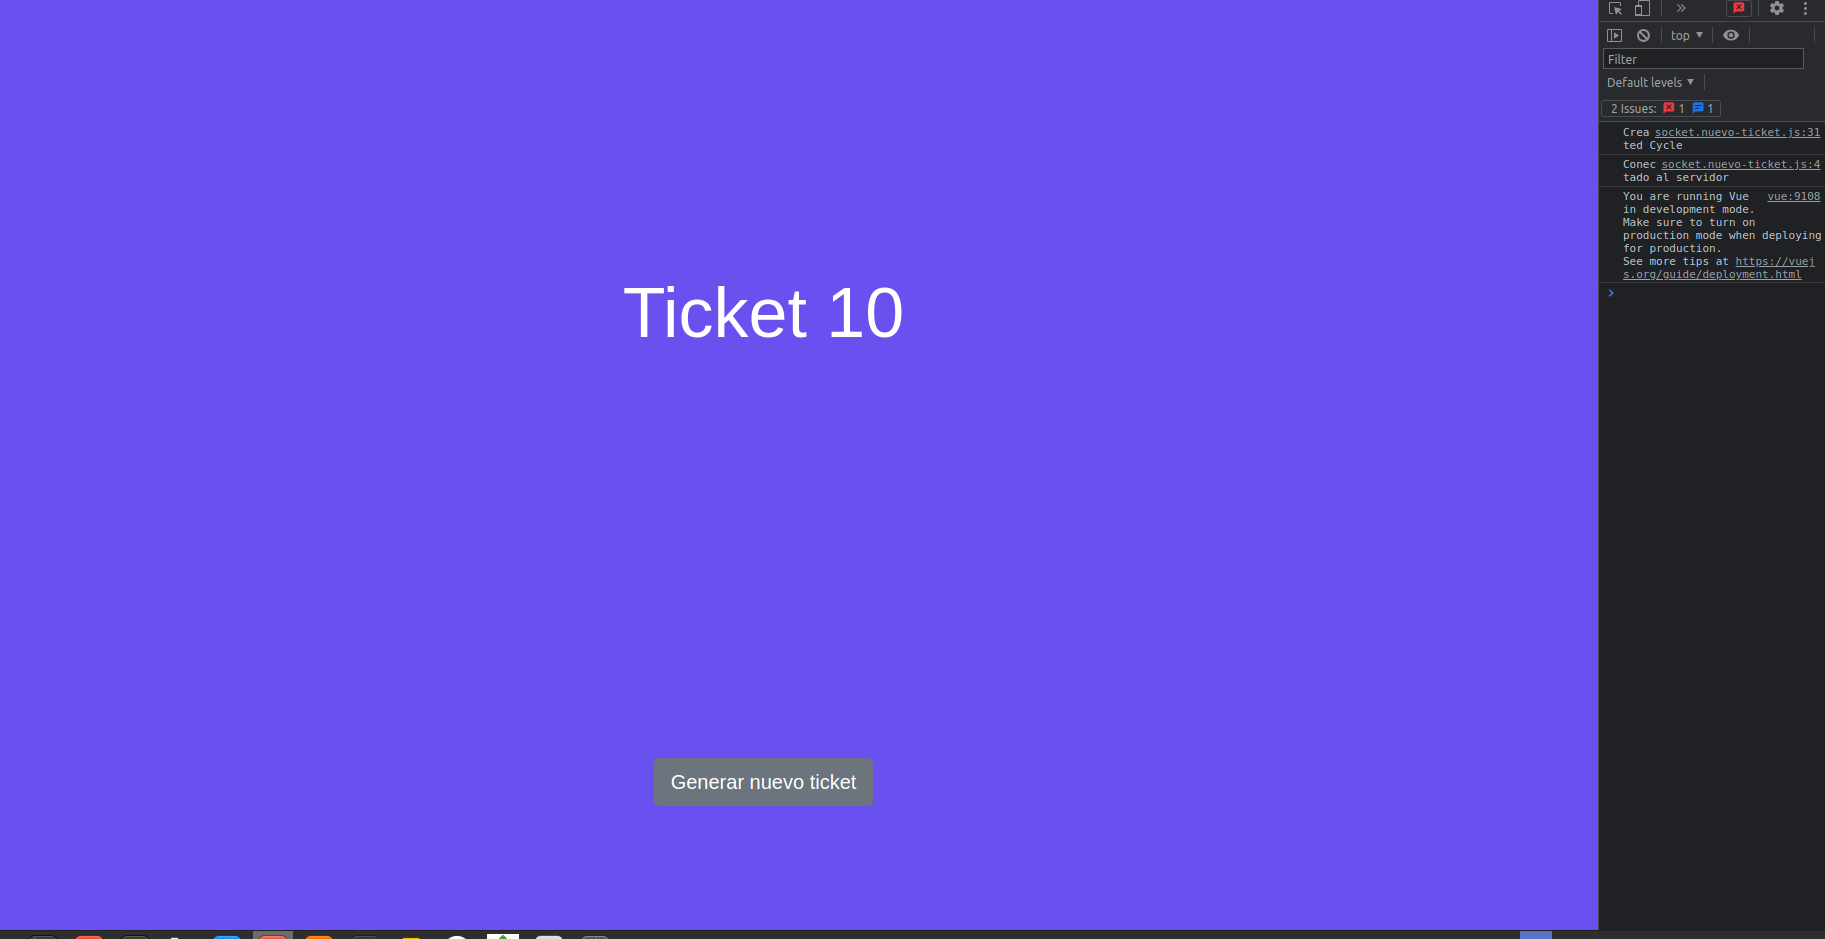 Ticket 10
Generar nuevo ticket
top
Filter
Default levels
2 Issues: 1 1
Crea socket.nuevo-ticket.js:31
ted Cycle
Conec socket.nuevo-ticket.js:4
tado al servidor
You are running Vue vue:9108
in development mode.
Make sure to turn on
production mode when deploying
for production.
See more tips at https://vuej
s.org/guide/deployment.html